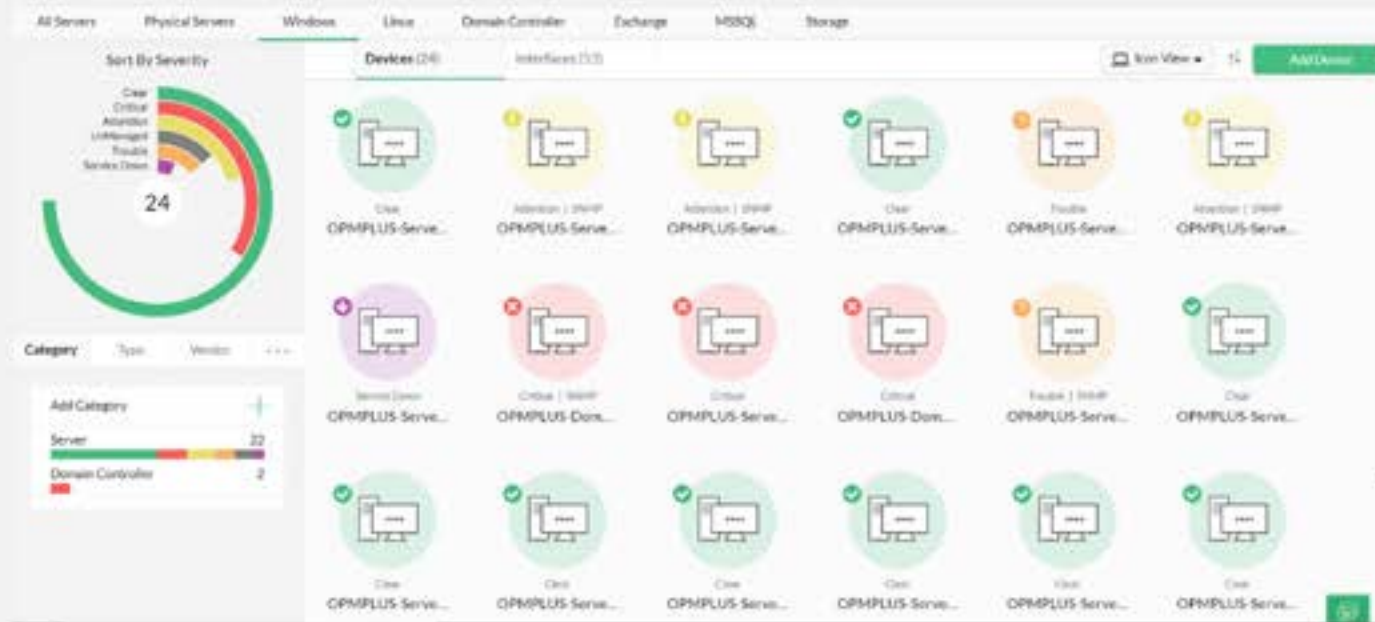 All Servers Physical Servers Windows Linux Domain Controller Exchange MSSQL Storage
Sort By Severity
Devices (24) Interfaces Icon View Add Device
Clear
Critical
Attention
UnManaged
Trouble
Service Down
24
Clear Attention | SNMP Attention | SNMP Clear Trouble Attention | SNMP
OPMPLUS-Serve... OPMPLUS-Serve... OPMPLUS-Serve... OPMPLUS-Serve... OPMPLUS-Serve... OPMPLUS-Serve...
Service Down Critical | SNMP Critical Critical Trouble | SNMP Clear
OPMPLUS-Serve... OPMPLUS-Dom... OPMPLUS-Serve... OPMPLUS-Dom... OPMPLUS-Serve... OPMPLUS-Serve...
Category Type Vendor ...
Add Category +
Server 22
Domain Controller 2
Clear Clear Clear Clear Clear Clear
OPMPLUS-Serve... OPMPLUS-Serve... OPMPLUS-Serve... OPMPLUS-Serve... OPMPLUS-Serve... OPMPLUS-Serve...